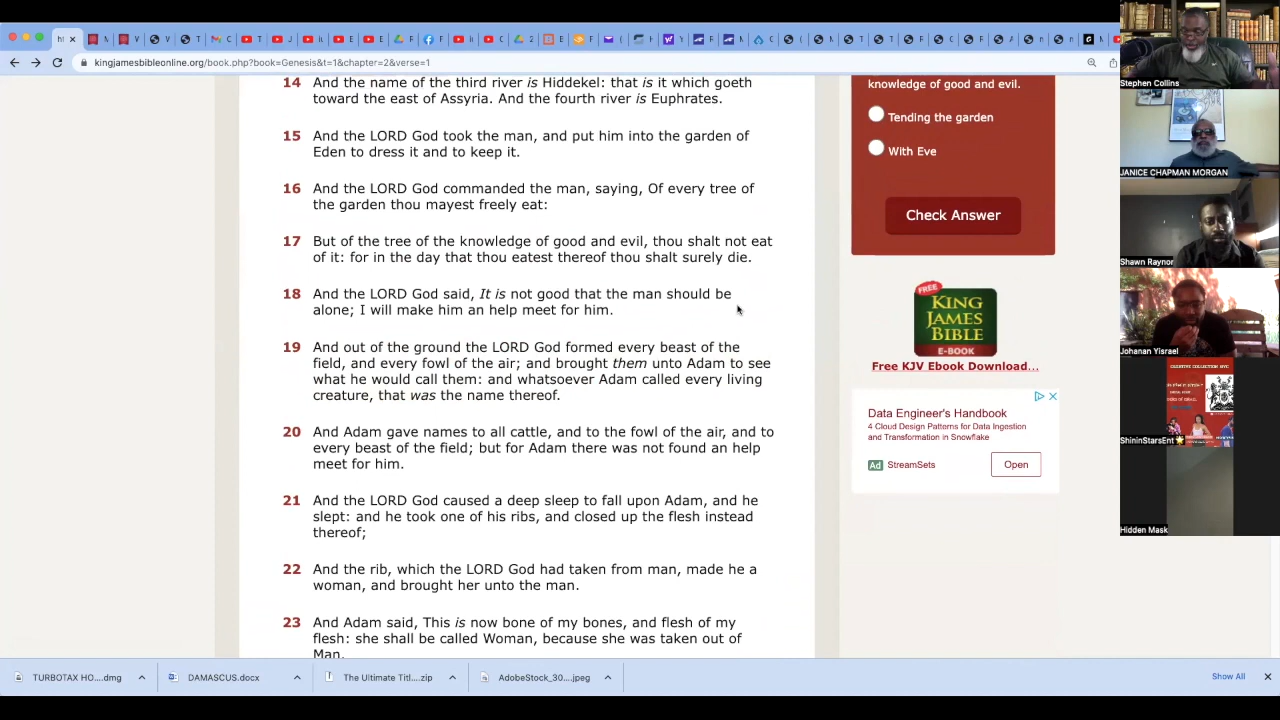 kingjamesbibleonline.org/book.php?book=Genesis&t=1&chapter=2&verse=1
14 And the name of the third river is Hiddekel: that is it which goeth
toward the east of Assyria. And the fourth river is Euphrates.
15 And the LORD God took the man, and put him into the garden of
Eden to dress it and to keep it.
16 And the LORD God commanded the man, saying, Of every tree of
the garden thou mayest freely eat:
17 But of the tree of the knowledge of good and evil, thou shalt not eat
of it: for in the day that thou eatest thereof thou shalt surely die.
18 And the LORD God said, It is not good that the man should be
alone; I will make him an help meet for him.
19 And out of the ground the LORD God formed every beast of the
field, and every fowl of the air; and brought them unto Adam to see
what he would call them: and whatsoever Adam called every living
creature, that was the name thereof.
20 And Adam gave names to all cattle, and to the fowl of the air, and to
every beast of the field; but for Adam there was not found an help
meet for him.
21 And the LORD God caused a deep sleep to fall upon Adam, and he
slept: and he took one of his ribs, and closed up the flesh instead
thereof;
22 And the rib, which the LORD God had taken from man, made he a
woman, and brought her unto the man.
23 And Adam said, This is now bone of my bones, and flesh of my
flesh: she shall be called Woman, because she was taken out of
Man.
knowledge of good and evil.
Tending the garden
With Eve
Check Answer
FREE
KING
JAMES
BIBLE
E-BOOK
Free KJV Ebook Download...
Data Engineer's Handbook
4 Cloud Design Patterns for Data Ingestion
and Transformation in Snowflake
Ad StreamSets
Open
Stephen Collins
JANICE CHAPMAN MORGAN
Shawn Raynor
Johanan Yisrael
ShininStarsEnt
Hidden Mask
TURBOTAX HO....dmg
DAMASCUS.docx
The Ultimate Titl....zip
AdobeStock_30....jpeg
Show All